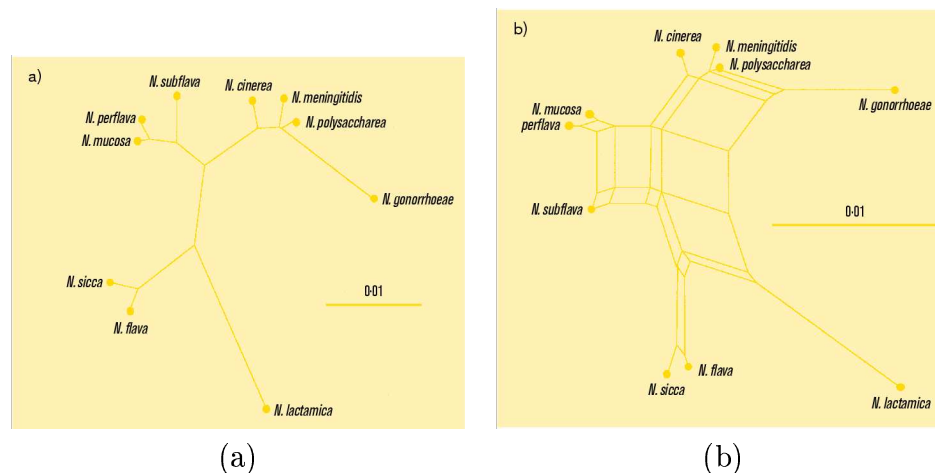 a)
N. subflava
N. cinerea
N. meningitidis
N. perflava
N. polysaccharea
N. mucosa
N. gonorrhoeae
N. sicca
0·01
N. flava
N. lactamica
(a)
b)
N. cinerea
N. meningitidis
N. polysaccharea
N. gonorrhoeae
N. mucosa
perflava
N. subflava
0·01
N. flava
N. sicca
N. lactamica
(b)